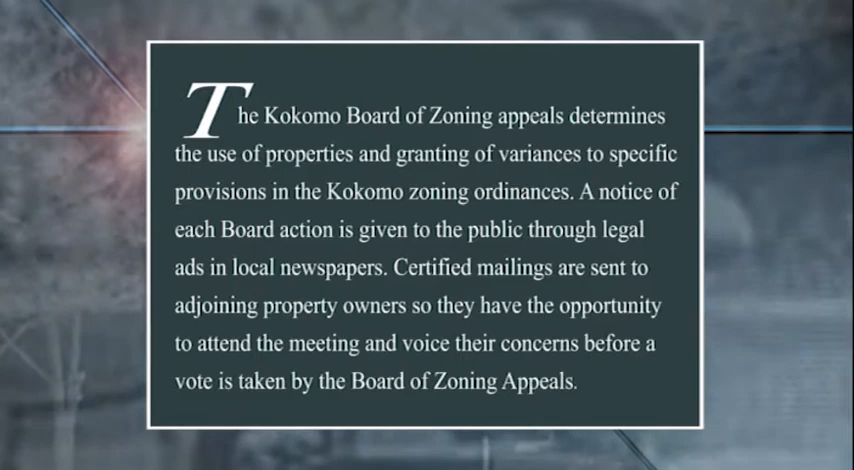 The Kokomo Board of Zoning appeals determines
the use of properties and granting of variances to specific
provisions in the Kokomo zoning ordinances. A notice of
each Board action is given to the public through legal
ads in local newspapers. Certified mailings are sent to
adjoining property owners so they have the opportunity
to attend the meeting and voice their concerns before a
vote is taken by the Board of Zoning Appeals.